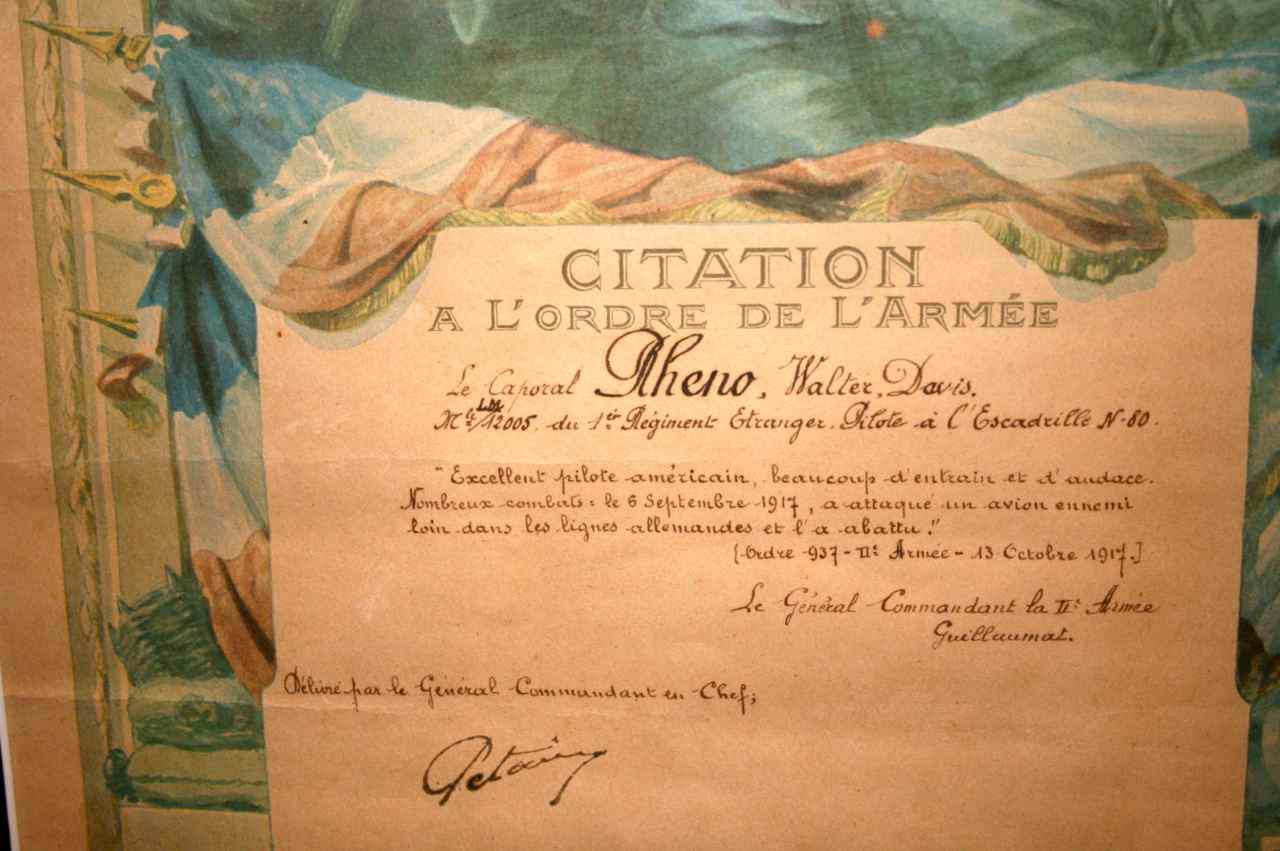 CITATION
A L'ORDRE DE L'ARMÉE
Le Caporal Rheno, Walter, Davis.
Mle 12005. du 1er Régiment Etranger. Pilote à l'Escadrille N-80.
"Excellent pilote américain, beaucoup d'entrain et d'audace.
Nombreux combats: le 6 Septembre 1917, a attaqué un avion ennemi
loin dans les lignes allemandes et l'a abattu."
[Ordre 937 - IIe Armée - 13 Octobre 1917.]
Le Général Commandant la IIe Armée
Guillaumat.
Délivré par le Général Commandant en Chef;
Petain